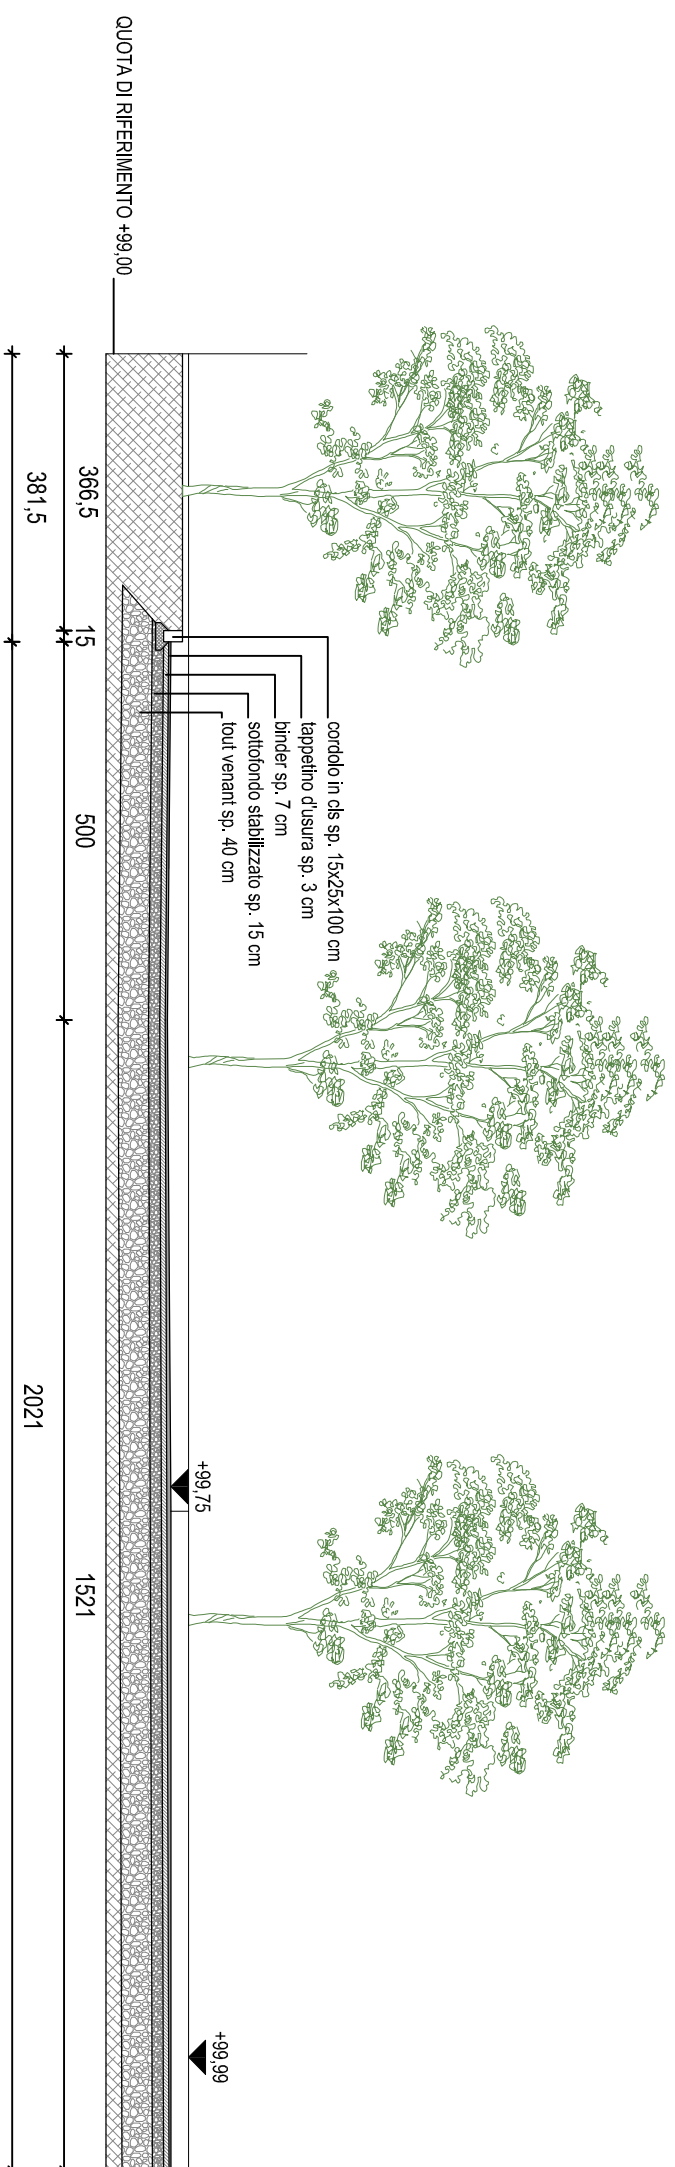 QUOTA DI RIFERIMENTO +99,00
cordolo in cls sp. 15x25x100 cm
tappetino d'usura sp. 3 cm
binder sp. 7 cm
sottofondo stabilizzato sp. 15 cm
tout venant sp. 40 cm
+99,75
+99,99
366,5
15
500
1521
381,5
2021